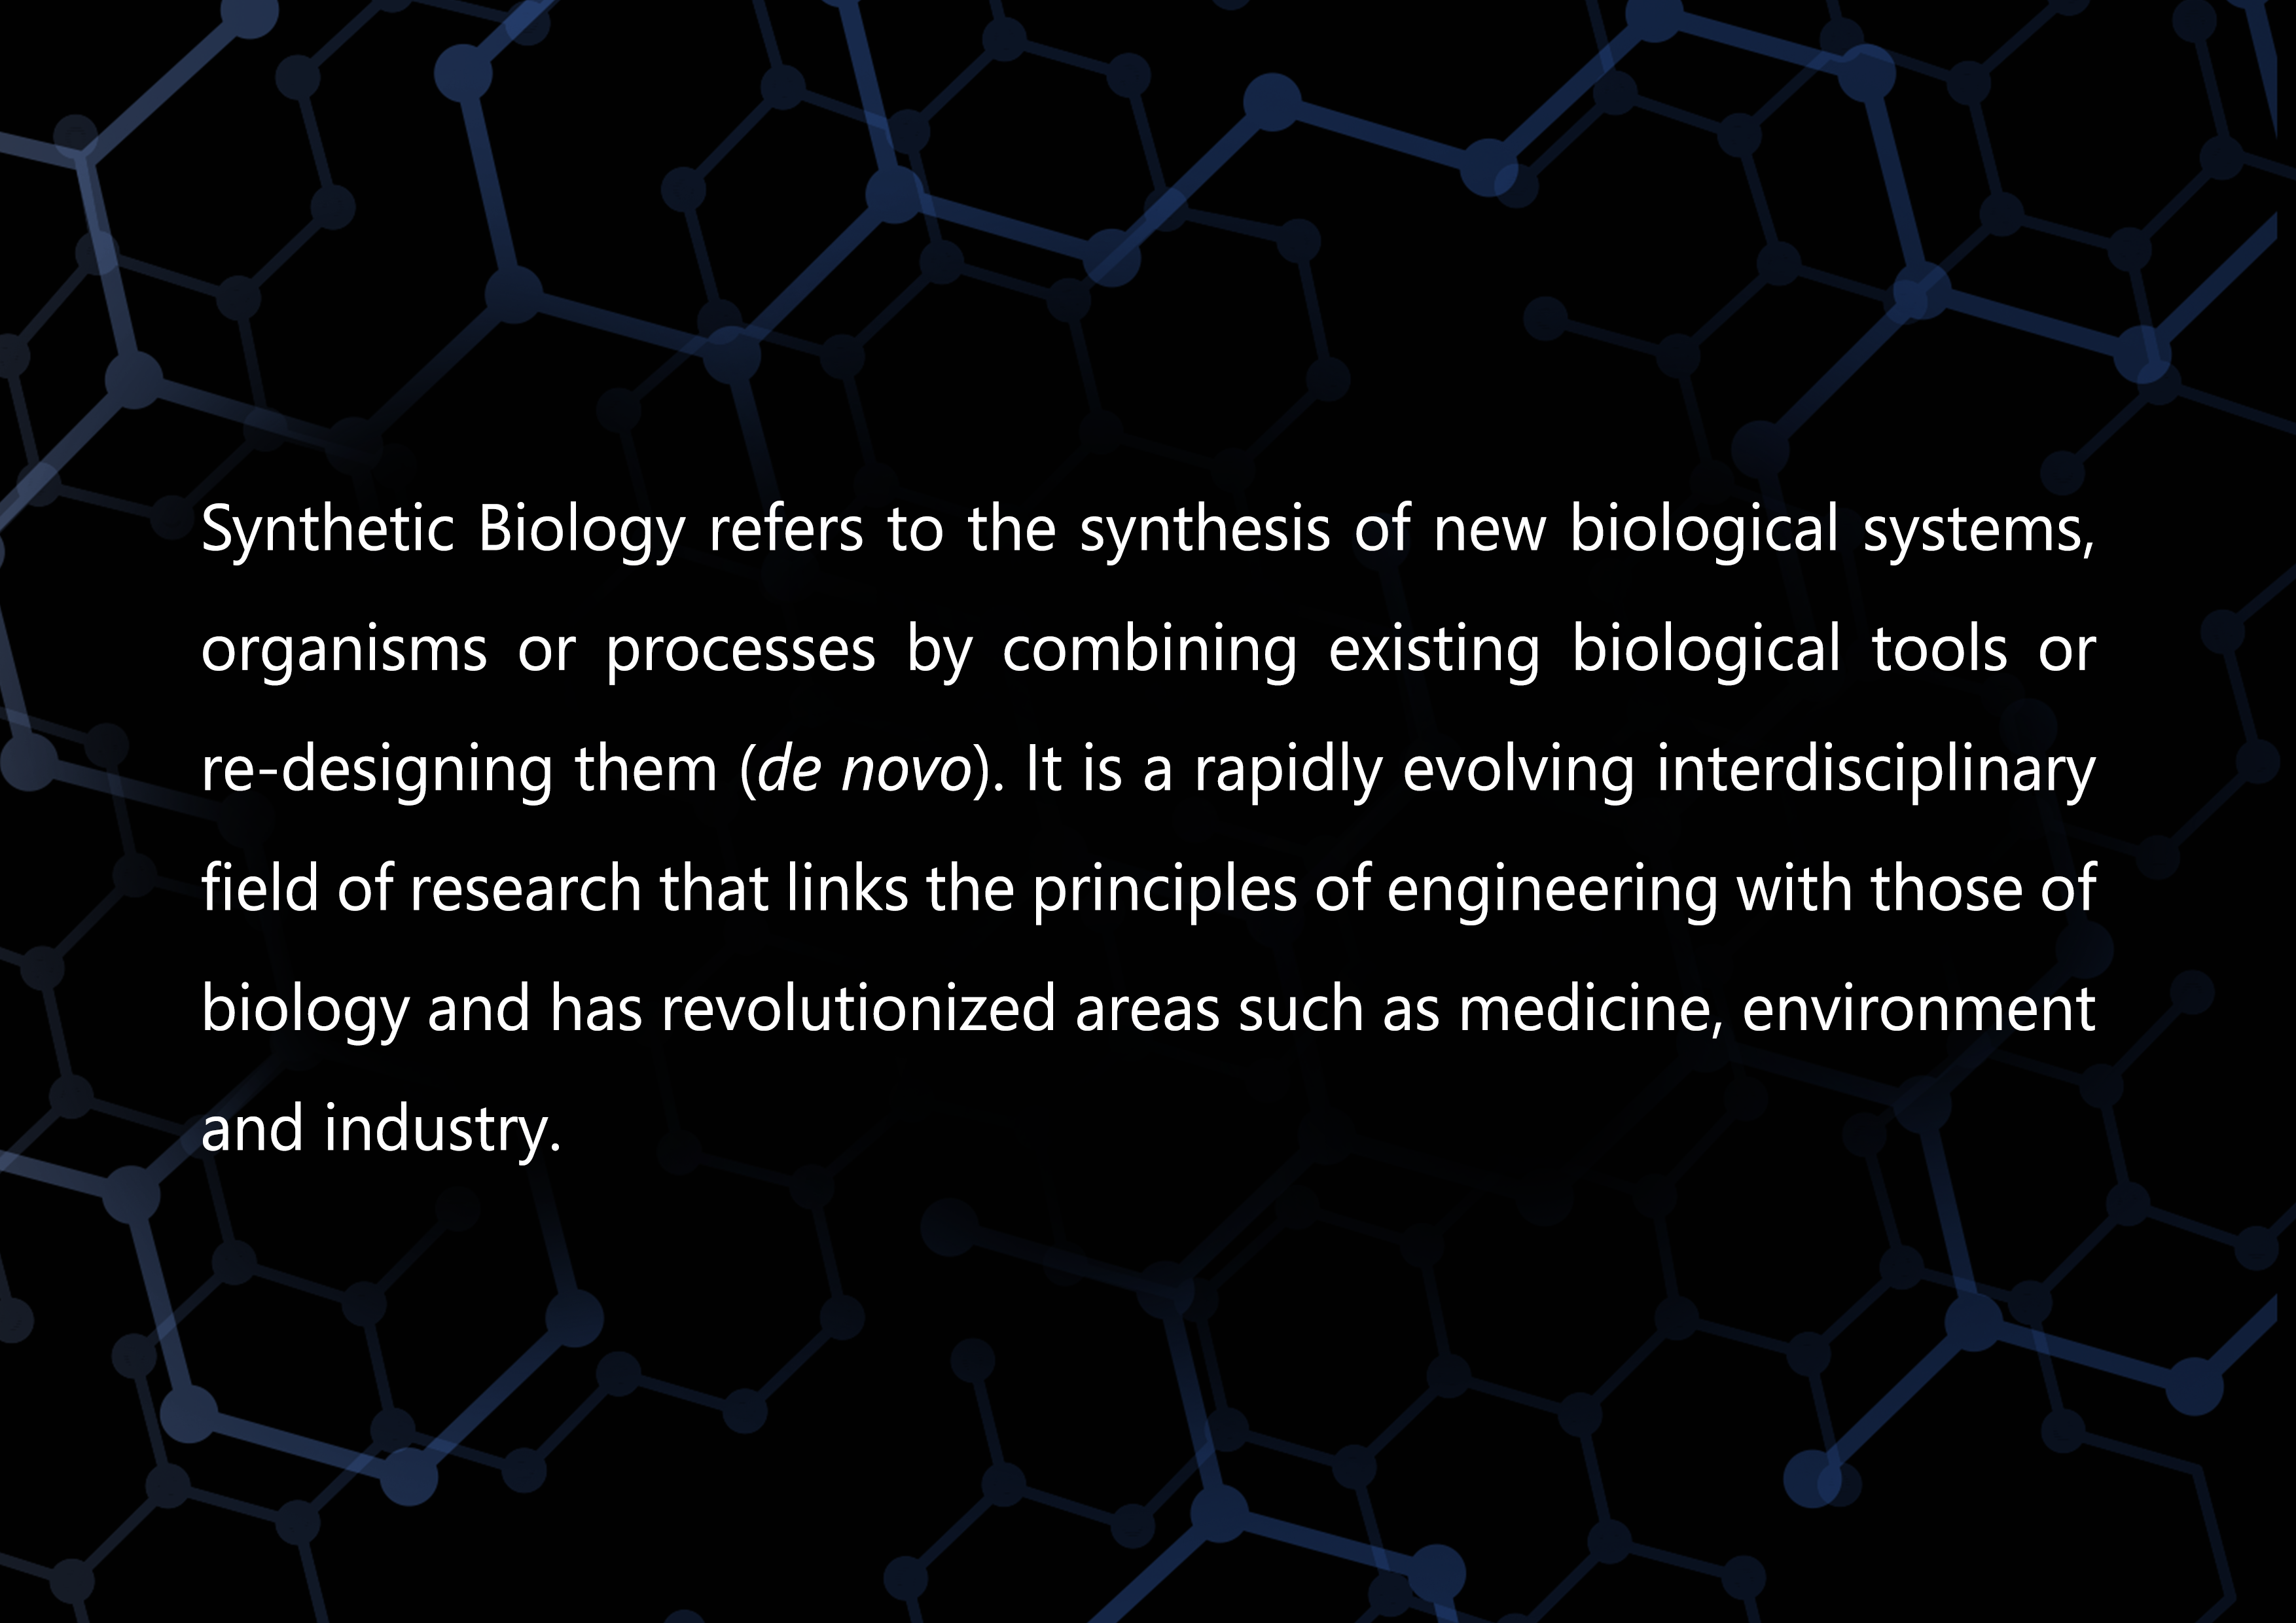 Synthetic Biology refers to the synthesis of new biological systems,
organisms or processes by combining existing biological tools or
re-designing them (de novo). It is a rapidly evolving interdisciplinary
field of research that links the principles of engineering with those of
biology and has revolutionized areas such as medicine, environment
and industry.